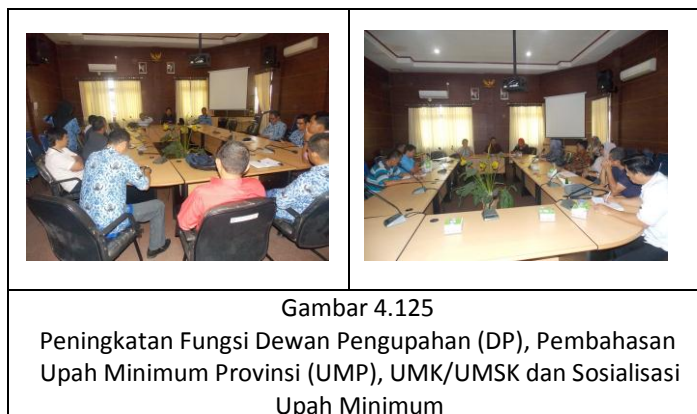 Gambar 4.125
Peningkatan Fungsi Dewan Pengupahan (DP), Pembahasan
Upah Minimum Provinsi (UMP), UMK/UMSK dan Sosialisasi
Upah Minimum